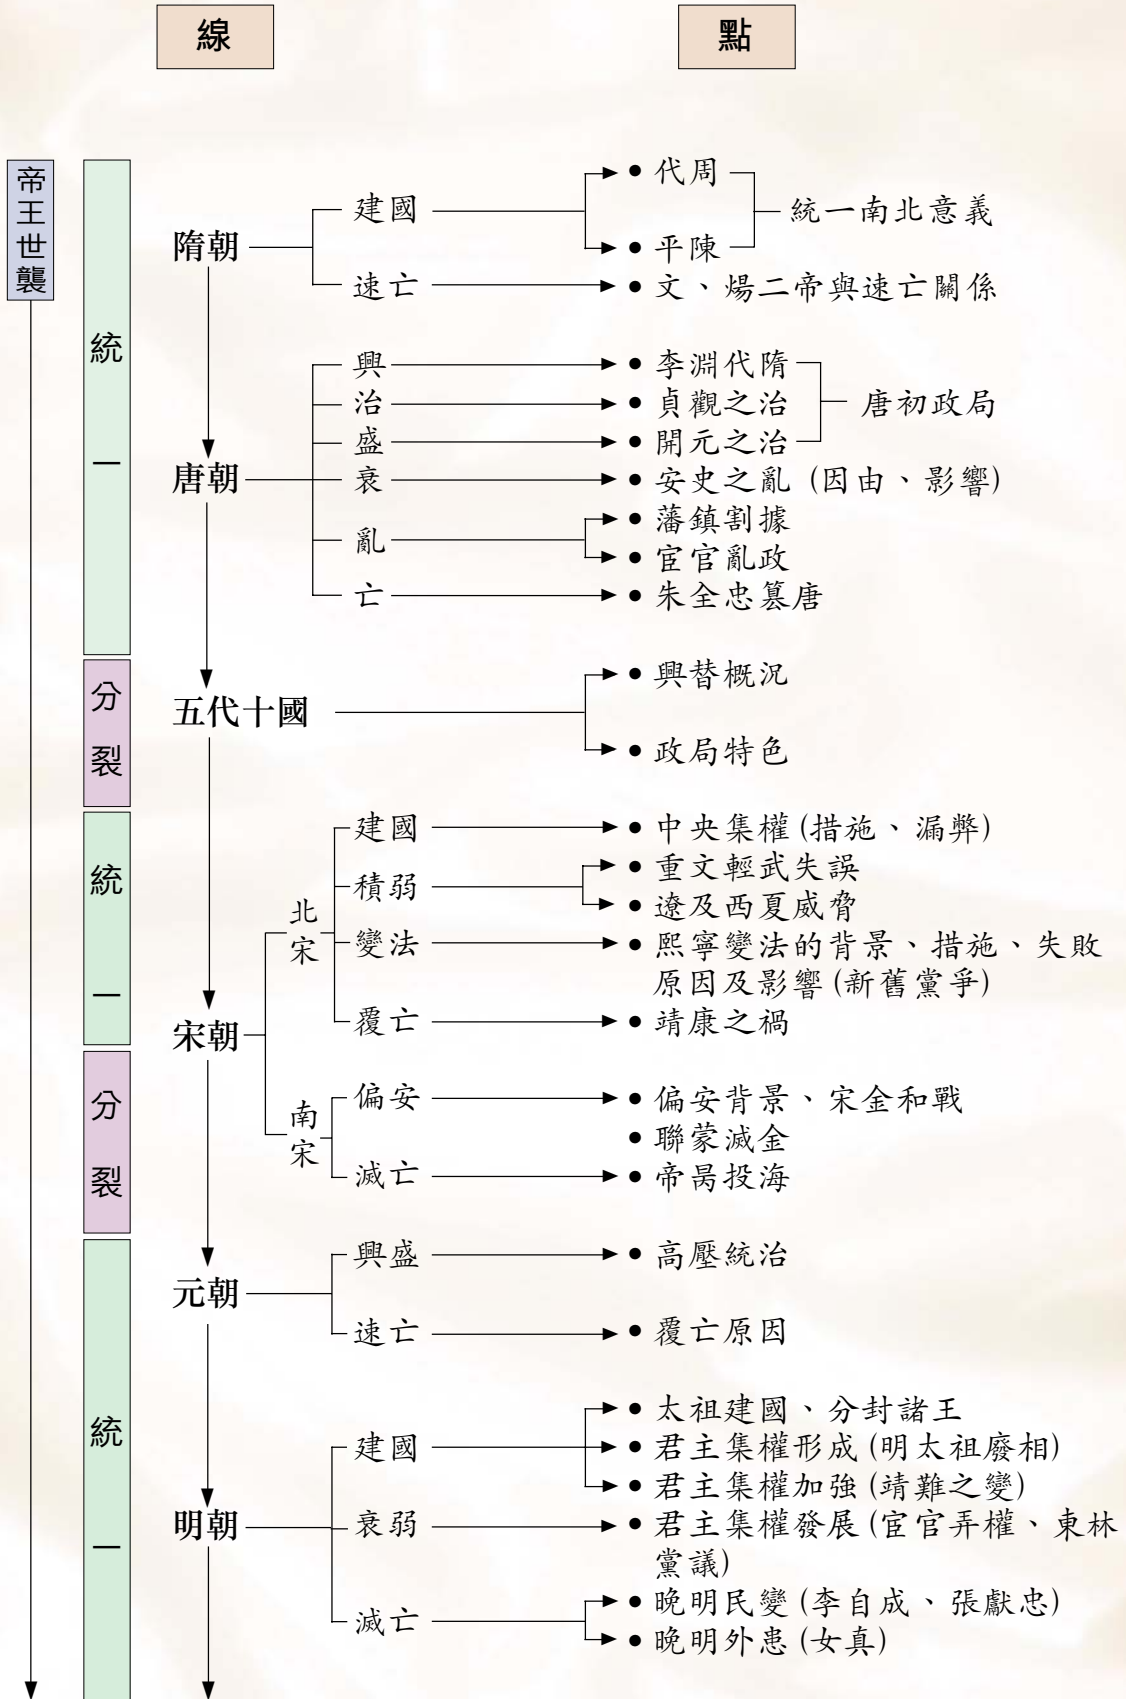 線
點
帝王世襲
統一
隋朝
建國
代周
平陳
統一南北意義
速亡
文、煬二帝與速亡關係
唐朝
興
李淵代隋
治
貞觀之治
盛
開元之治
唐初政局
衰
安史之亂 (因由、影響)
亂
藩鎮割據
宦官亂政
亡
朱全忠篡唐
分裂
五代十國
興替概況
政局特色
統一
宋朝
北宋
建國
中央集權 (措施、漏弊)
積弱
重文輕武失誤
遼及西夏威脅
變法
熙寧變法的背景、措施、失敗
原因及影響 (新舊黨爭)
覆亡
靖康之禍
分裂
南宋
偏安
偏安背景、宋金和戰
聯蒙滅金
滅亡
帝昺投海
統一
元朝
興盛
高壓統治
速亡
覆亡原因
明朝
建國
太祖建國、分封諸王
君主集權形成 (明太祖廢相)
君主集權加強 (靖難之變)
衰弱
君主集權發展 (宦官弄權、東林
黨議)
滅亡
晚明民變 (李自成、張獻忠)
晚明外患 (女真)